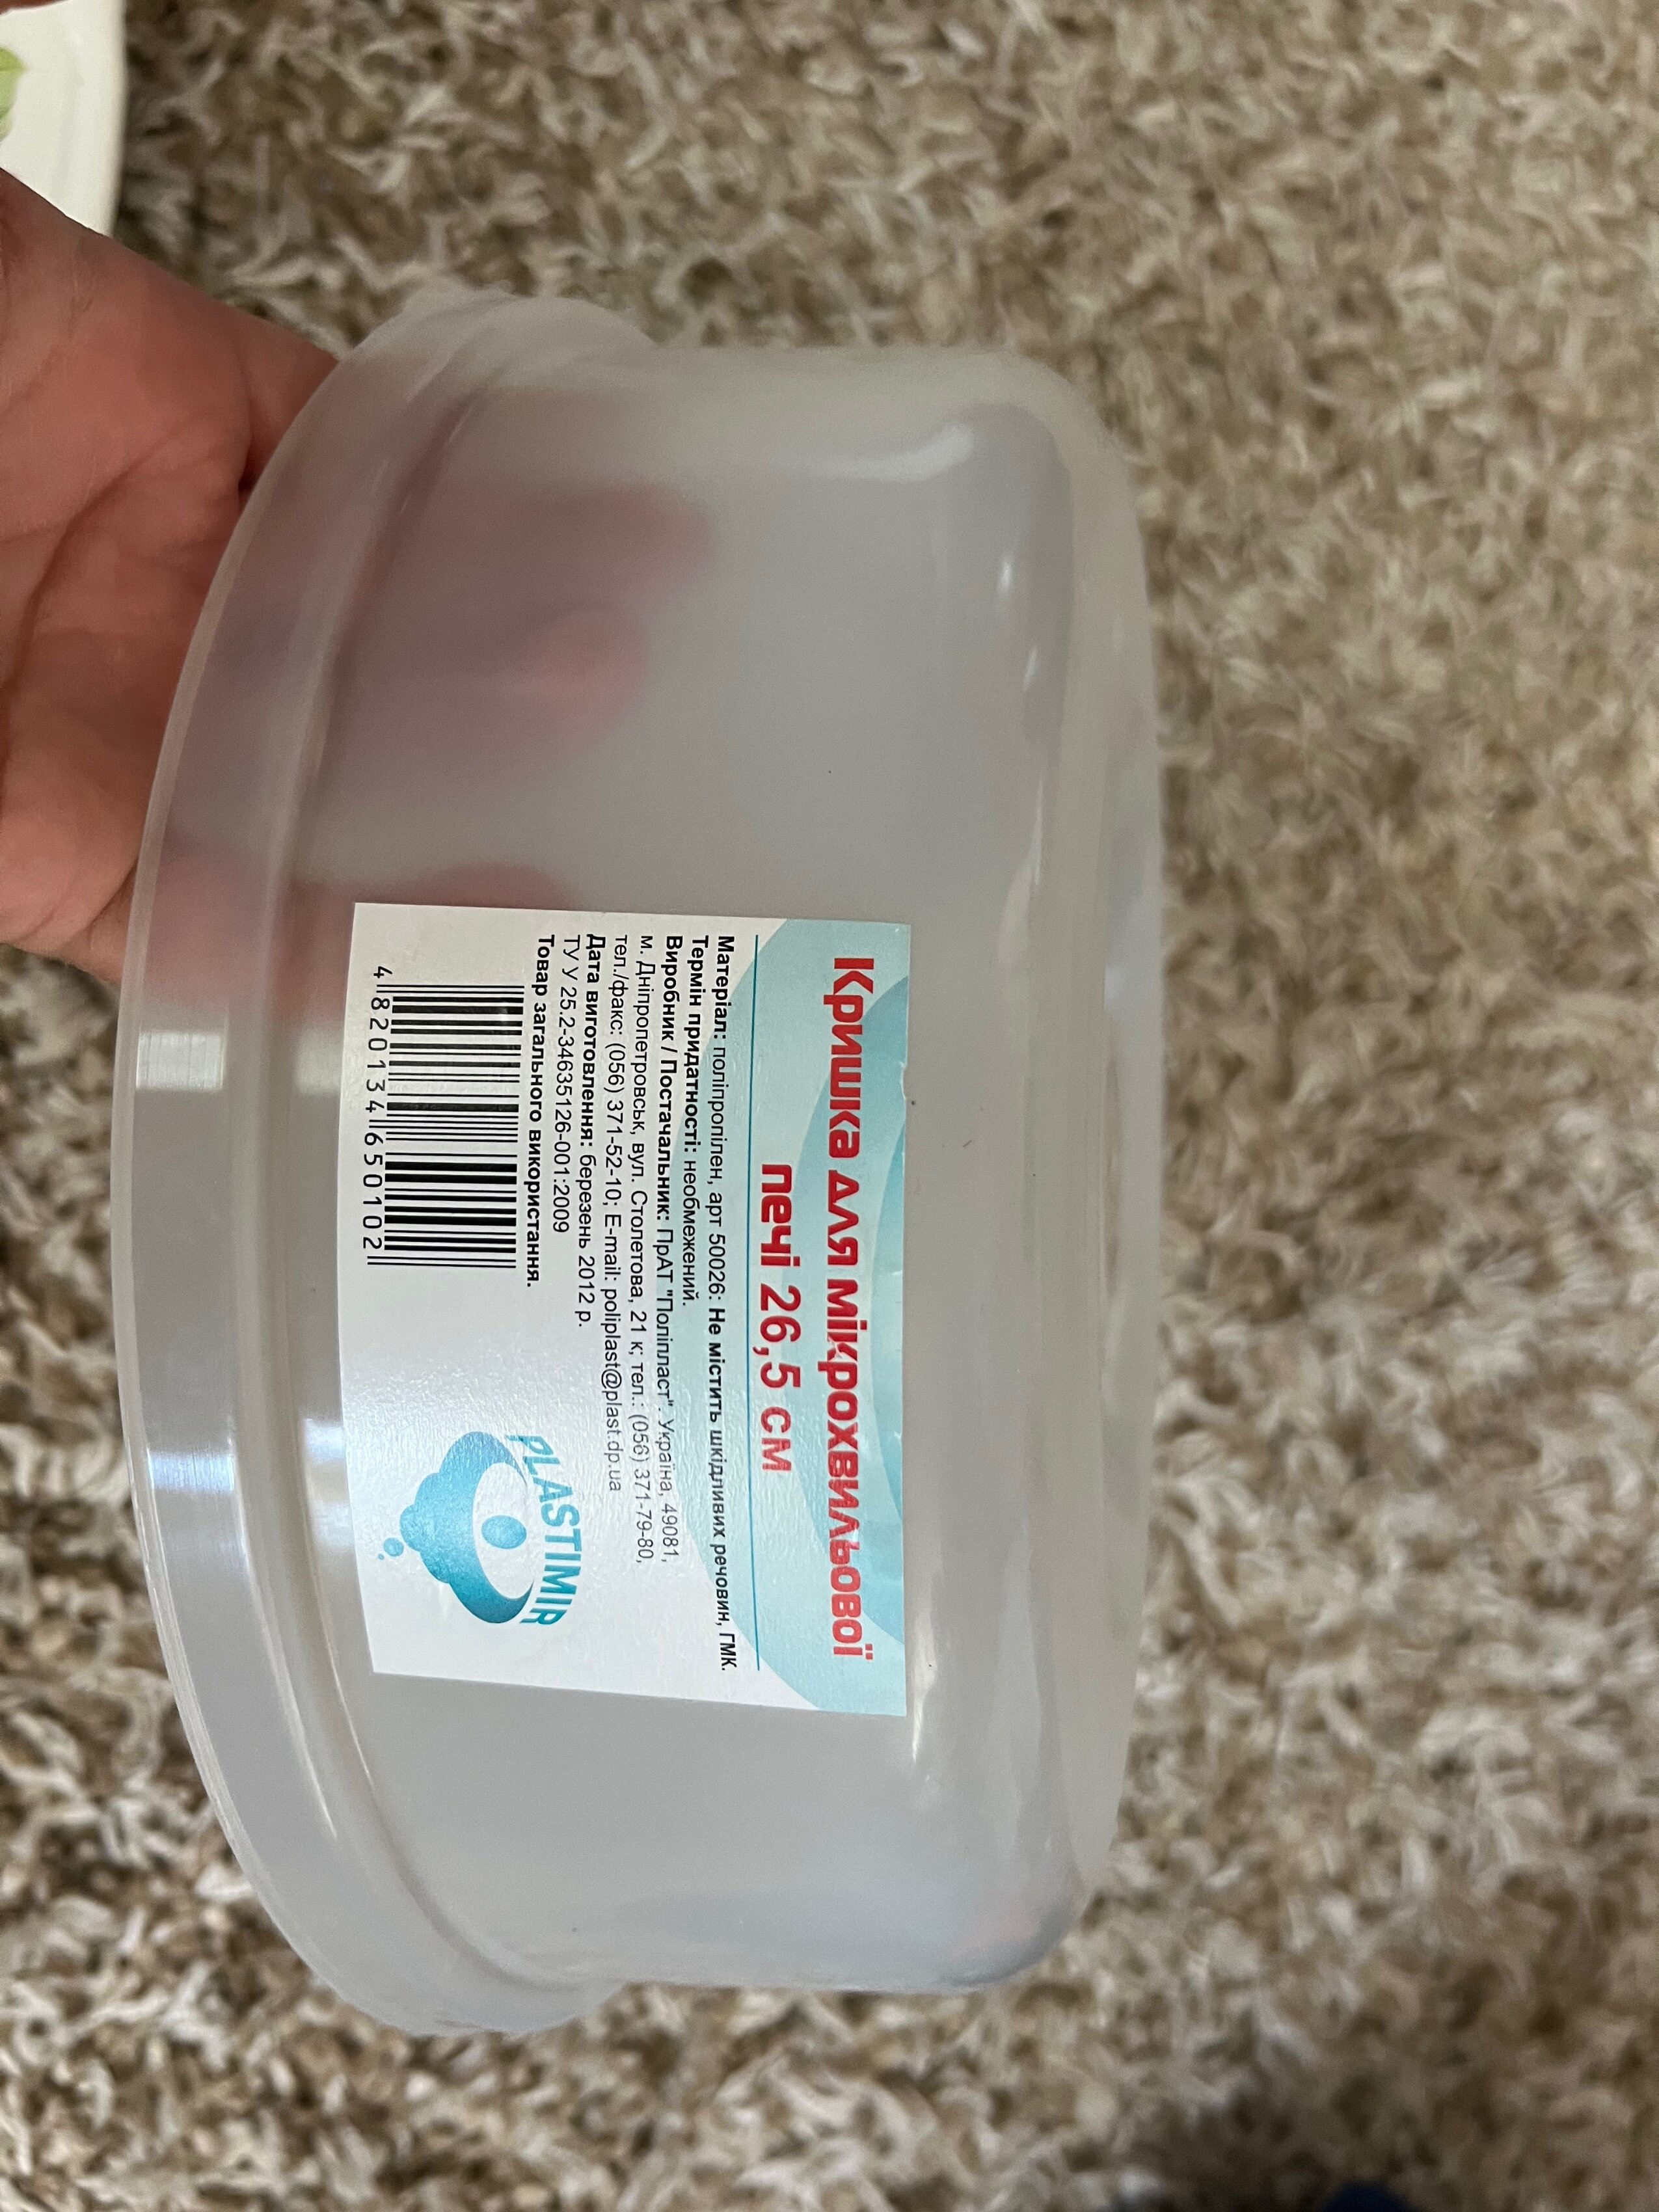 Кришка для мікрохвильової
печі 26,5 см
Матеріал: поліпропілен, арт 50026: Не містить шкідливих речовин, ГМК.
Термін придатності: необмежений.
Виробник / Постачальник: ПрАТ "Поліпласт". Україна, 49081,
м. Дніпропетровськ, вул. Столетова, 21 к; тел.: (056) 371-79-80,
тел./факс: (056) 371-52-10; E-mail: poliplast@plast.dp.ua
Дата виготовлення: березень 2012 р.
ТУ У 25.2-34635126-001:2009
Товар загального використання.
4 820134 650102
PLASTIMIR